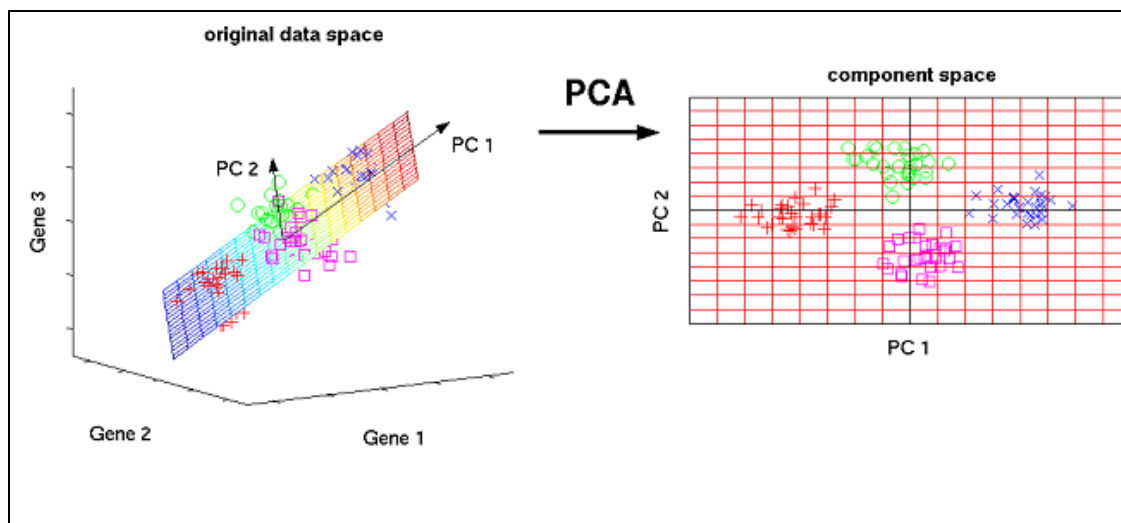 original data space
PC 1
PC 2
Gene 3
Gene 2
Gene 1
PCA
component space
PC 2
PC 1